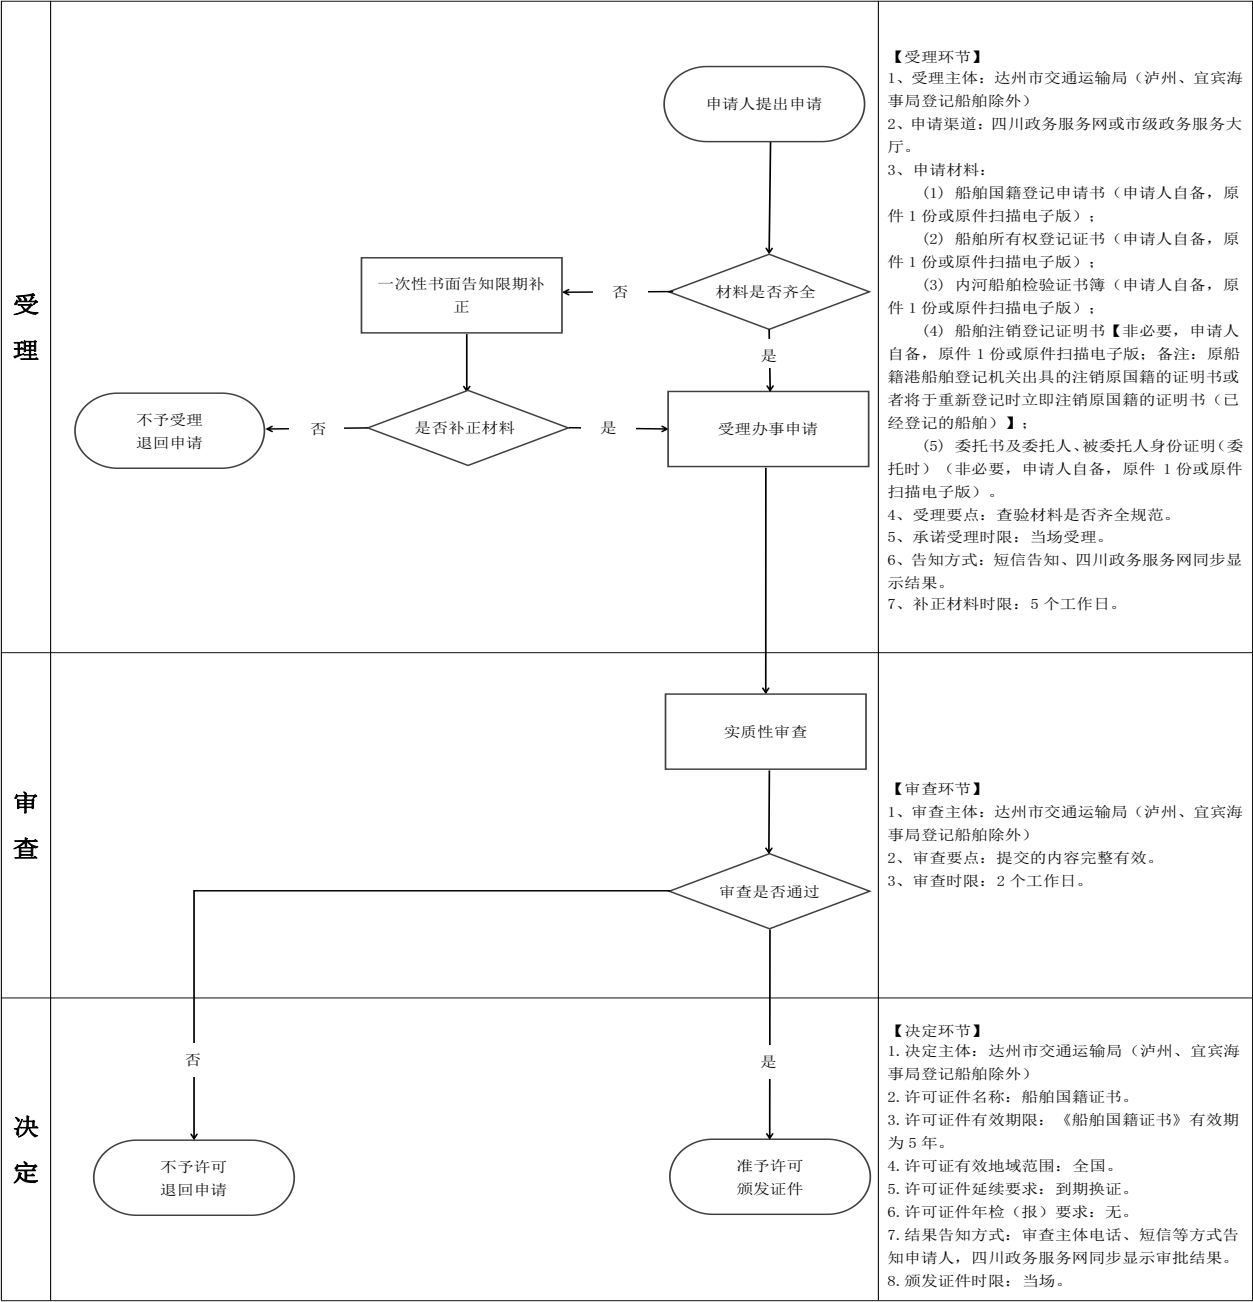 受
理
申请人提出申请
材料是否齐全
否
一次性书面告知限期补
正
是
不予受理
退回申请
否
是否补正材料
是
受理办事申请
【受理环节】
1、受理主体：达州市交通运输局（泸州、宜宾海
事局登记船舶除外）
2、申请渠道：四川政务服务网或市级政务服务大
厅。
3、申请材料：
（1）船舶国籍登记申请书（申请人自备，原
件 1 份或原件扫描电子版）；
（2）船舶所有权登记证书（申请人自备，原
件 1 份或原件扫描电子版）；
（3）内河船舶检验证书簿（申请人自备，原
件 1 份或原件扫描电子版）；
（4）船舶注销登记证明书【非必要，申请人
自备，原件 1 份或原件扫描电子版；备注：原船
籍港船舶登记机关出具的注销原国籍的证明书或
者将于重新登记时立即注销原国籍的证明书（已
经登记的船舶）】；
（5）委托书及委托人、被委托人身份证明（委
托时）（非必要，申请人自备，原件 1 份或原件
扫描电子版）。
4、受理要点：查验材料是否齐全规范。
5、承诺受理时限：当场受理。
6、告知方式：短信告知、四川政务服务网同步显
示结果。
7、补正材料时限：5 个工作日。
审
查
实质性审查
审查是否通过
【审查环节】
1、审查主体：达州市交通运输局（泸州、宜宾海
事局登记船舶除外）
2、审查要点：提交的内容完整有效。
3、审查时限：2 个工作日。
决
定
否
是
不予许可
退回申请
准予许可
颁发证件
【决定环节】
1.决定主体：达州市交通运输局（泸州、宜宾海
事局登记船舶除外）
2.许可证件名称：船舶国籍证书。
3.许可证件有效期限：《船舶国籍证书》有效期
为 5 年。
4.许可证有效地域范围：全国。
5.许可证件延续要求：到期换证。
6.许可证件年检（报）要求：无。
7.结果告知方式：审查主体电话、短信等方式告
知申请人，四川政务服务网同步显示审批结果。
8.颁发证件时限：当场。